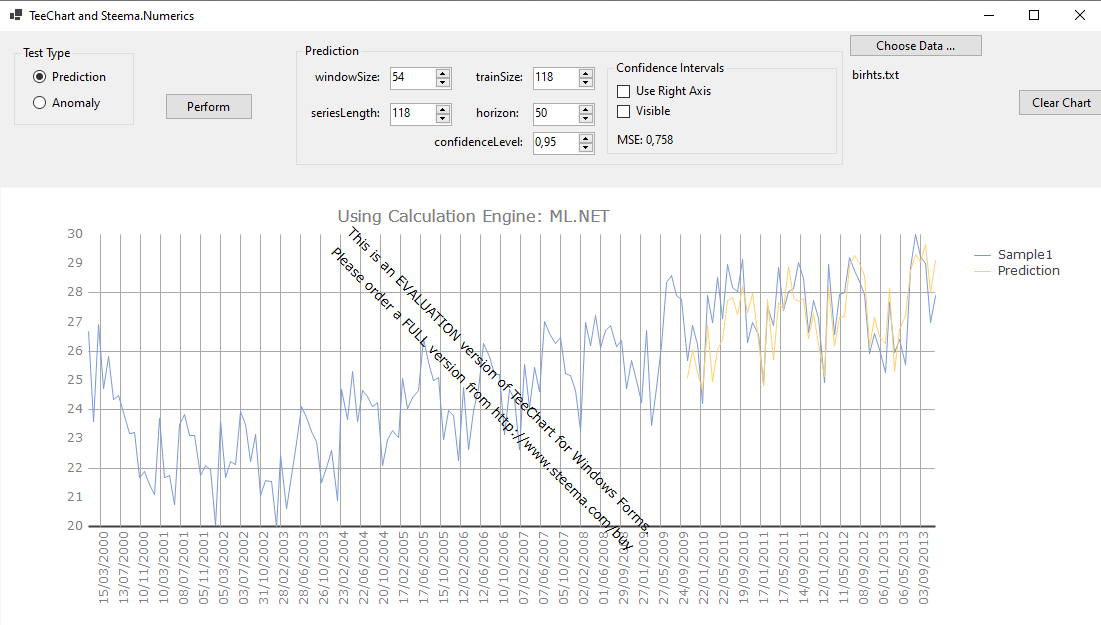 TeeChart and Steema.Numerics
Test Type
Prediction
Anomaly
Perform
Prediction
windowSize: 54
trainSize: 118
seriesLength: 118
horizon: 50
confidenceLevel: 0,95
Confidence Intervals
Use Right Axis
Visible
MSE: 0,758
Choose Data ...
birhts.txt
Clear Chart
Using Calculation Engine: ML.NET
This is an EVALUATION version of TeeChart for Windows Forms.
Please order a FULL version from http://www.steema.com/buy
Sample1
Prediction
30
29
28
27
26
25
24
23
22
21
20
15/03/2000
13/07/2000
10/11/2000
10/03/2001
08/07/2001
05/11/2001
05/03/2002
03/07/2002
31/10/2002
28/02/2003
28/06/2003
26/10/2003
23/02/2004
22/06/2004
20/10/2004
17/02/2005
17/06/2005
15/10/2005
12/02/2006
12/06/2006
10/10/2006
07/02/2007
07/06/2007
05/10/2007
02/02/2008
01/06/2008
29/09/2008
27/01/2009
27/05/2009
24/09/2009
22/01/2010
22/05/2010
19/09/2010
17/01/2011
17/05/2011
14/09/2011
12/01/2012
11/05/2012
08/09/2012
06/01/2013
06/05/2013
03/09/2013